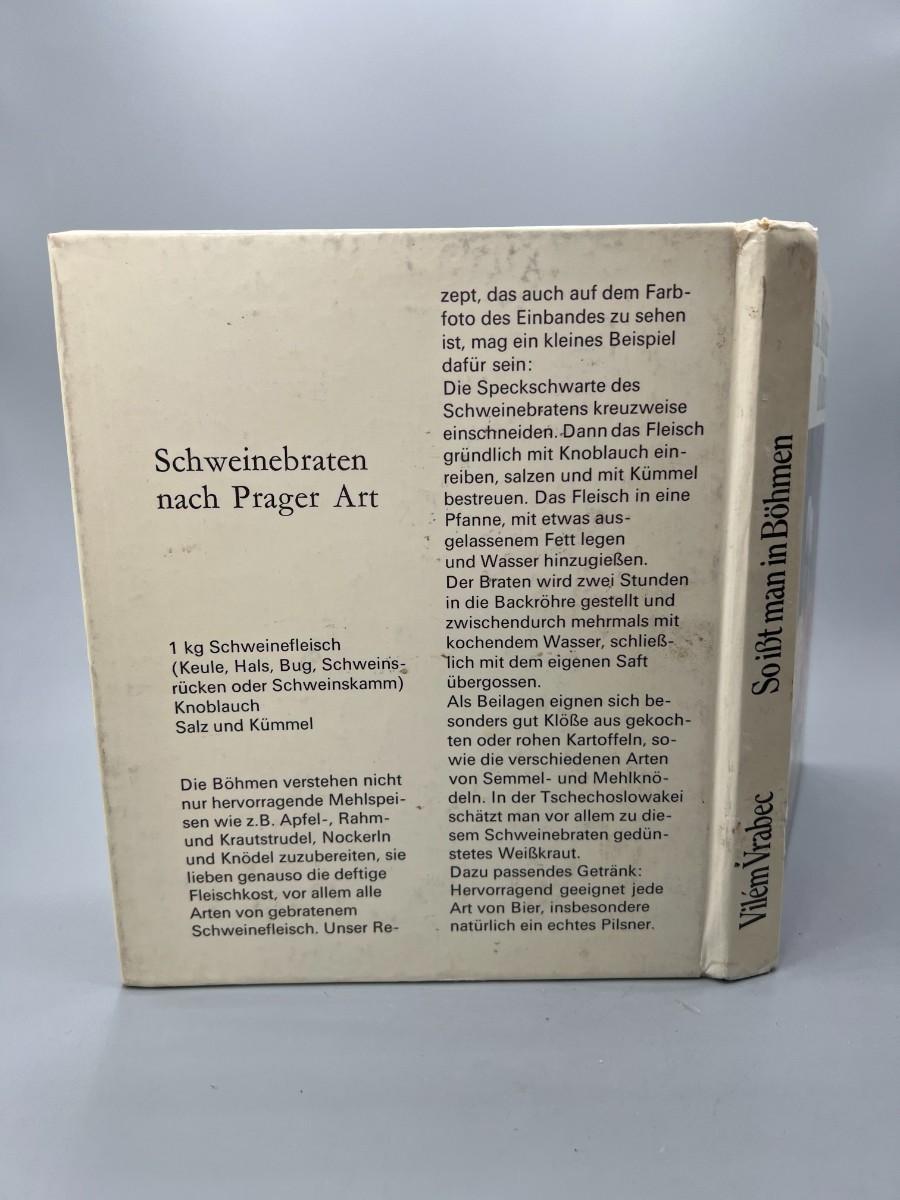 Schweinebraten
nach Prager Art
1 kg Schweinefleisch
(Keule, Hals, Bug, Schweins-
rücken oder Schweinskamm)
Knoblauch
Salz und Kümmel
Die Böhmen verstehen nicht
nur hervorragende Mehlspei-
sen wie z.B. Apfel-, Rahm-
und Krautstrudel, Nockerln
und Knödel zuzubereiten, sie
lieben genauso die deftige
Fleischkost, vor allem alle
Arten von gebratenem
Schweinefleisch. Unser Re-
zept, das auch auf dem Farb-
foto des Einbandes zu sehen
ist, mag ein kleines Beispiel
dafür sein:
Die Speckschwarte des
Schweinebratens kreuzweise
einschneiden. Dann das Fleisch
gründlich mit Knoblauch ein-
reiben, salzen und mit Kümmel
bestreuen. Das Fleisch in eine
Pfanne, mit etwas aus-
gelassenem Fett legen
und Wasser hinzugießen.
Der Braten wird zwei Stunden
in die Backröhre gestellt und
zwischendurch mehrmals mit
kochendem Wasser, schließ-
lich mit dem eigenen Saft
übergossen.
Als Beilagen eignen sich be-
sonders gut Klöße aus gekoch-
ten oder rohen Kartoffeln, so-
wie die verschiedenen Arten
von Semmel- und Mehlknö-
deln. In der Tschechoslowakei
schätzt man vor allem zu die-
sem Schweinebraten gedün-
stetes Weißkraut.
Dazu passendes Getränk:
Hervorragend geeignet jede
Art von Bier, insbesondere
natürlich ein echtes Pilsner.
Vilém Vrabec So ißt man in Böhmen